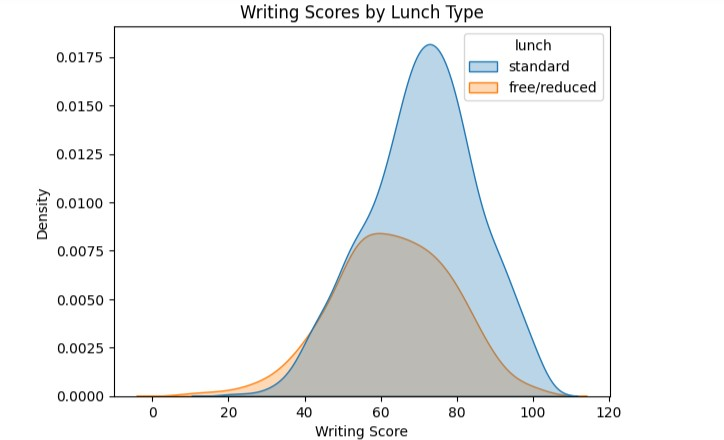 Writing Scores by Lunch Type
lunch
standard
free/reduced
0.0175
0.0150
0.0125
0.0100
0.0075
0.0050
0.0025
0.0000
Density
0 20 40 60 80 100 120
Writing Score